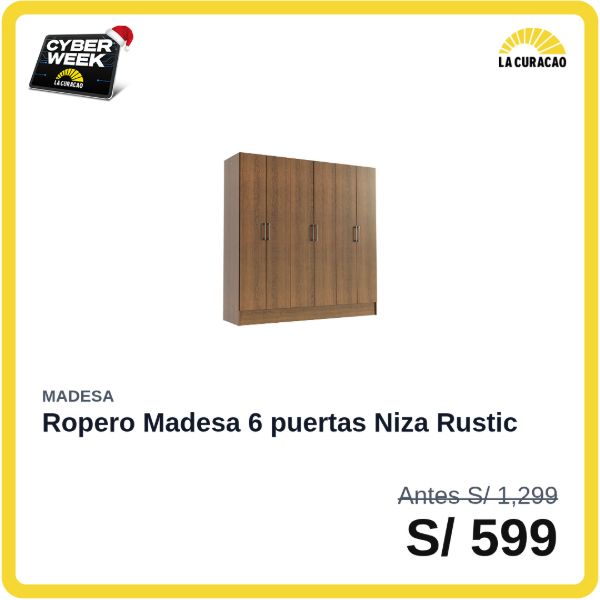 CYBER
WEEK
LA CURACAO
LA CURACAO
MADESA
Ropero Madesa 6 puertas Niza Rustic
Antes S/ 1,299
S/ 599